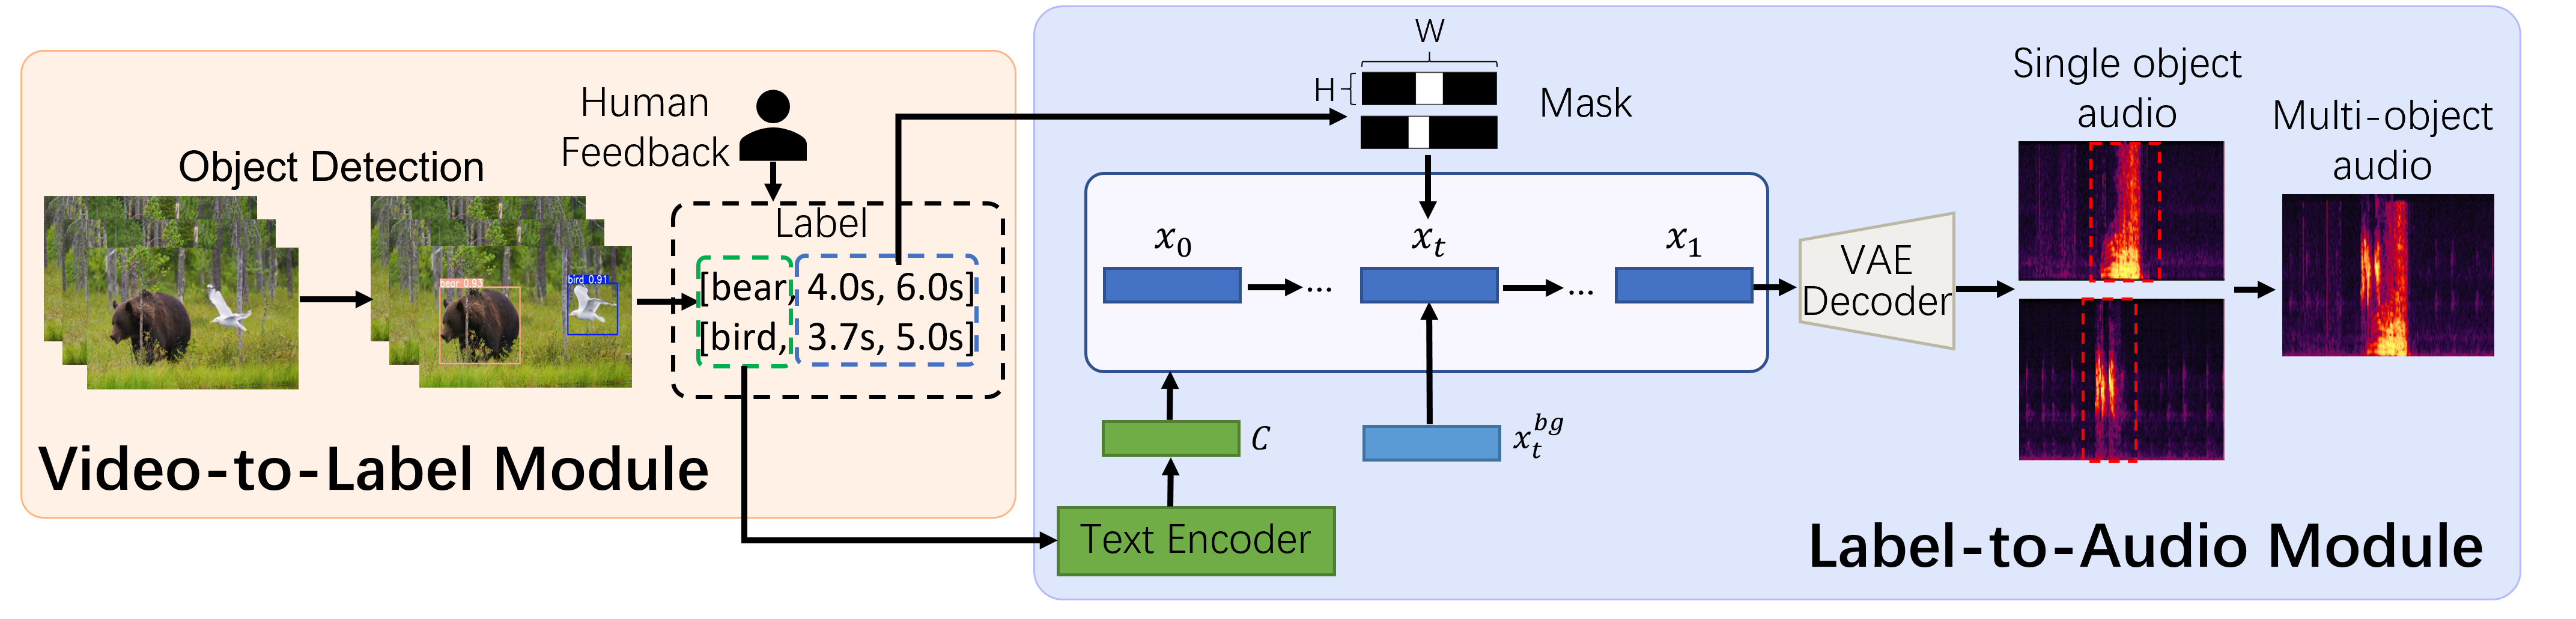 Object Detection
Human
Feedback
bear 0.93
bird 0.91
Label
[bear, 4.0s, 6.0s]
[bird, 3.7s, 5.0s]
Video-to-Label Module
W
H
Mask
x_0
x_t
x_1
...
...
C
x_t^{bg}
Text Encoder
VAE
Decoder
Single object
audio
Multi-object
audio
Label-to-Audio Module